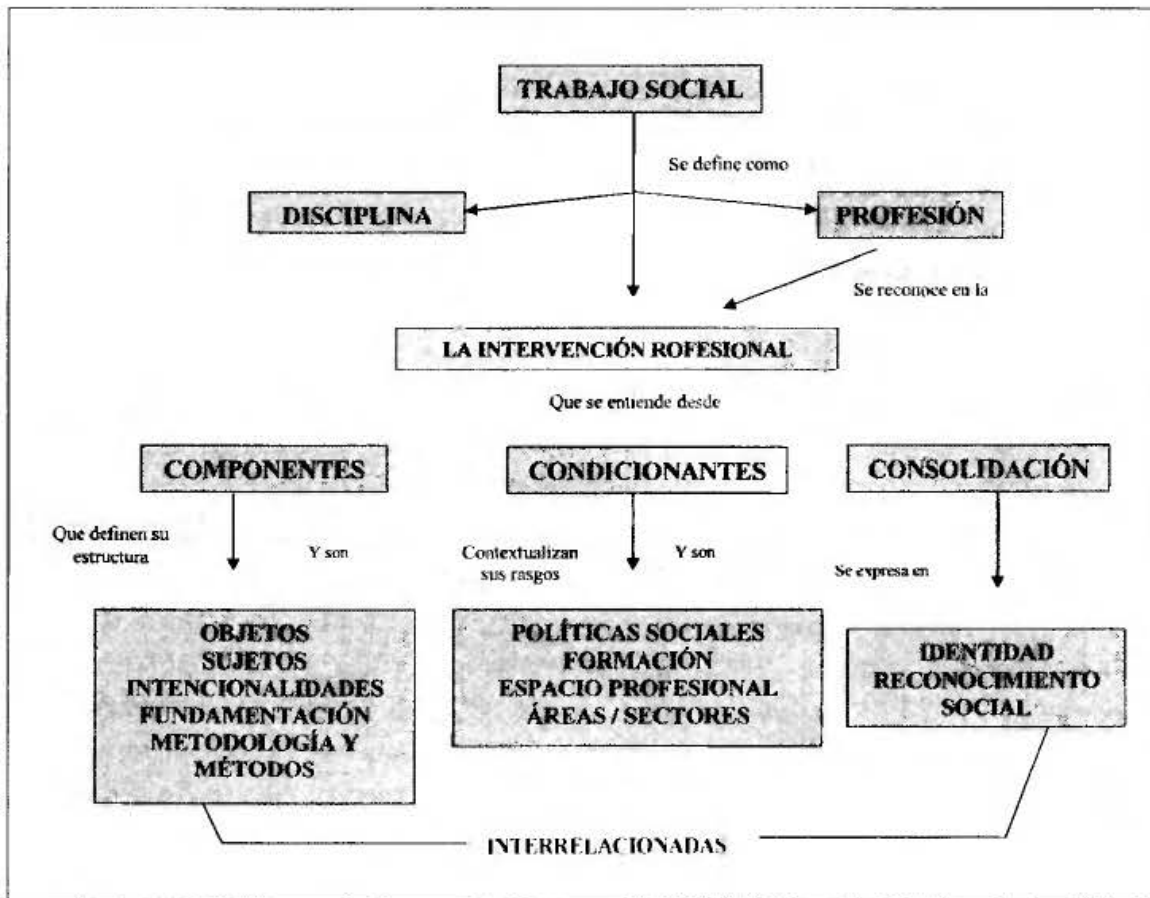 TRABAJO SOCIAL
Se define como
DISCIPLINA
PROFESIÓN
Se reconoce en la
LA INTERVENCIÓN ROFESIONAL
Que se entiende desde
COMPONENTES
CONDICIONANTES
CONSOLIDACIÓN
Que definen su
estructura
Y son
Contextualizan
sus rasgos
Y son
Se expresa en
OBJETOS
SUJETOS
INTENCIONALIDADES
FUNDAMENTACIÓN
METODOLOGÍA Y
MÉTODOS
POLÍTICAS SOCIALES
FORMACIÓN
ESPACIO PROFESIONAL
ÁREAS / SECTORES
IDENTIDAD
RECONOCIMIENTO
SOCIAL
INTERRELACIONADAS